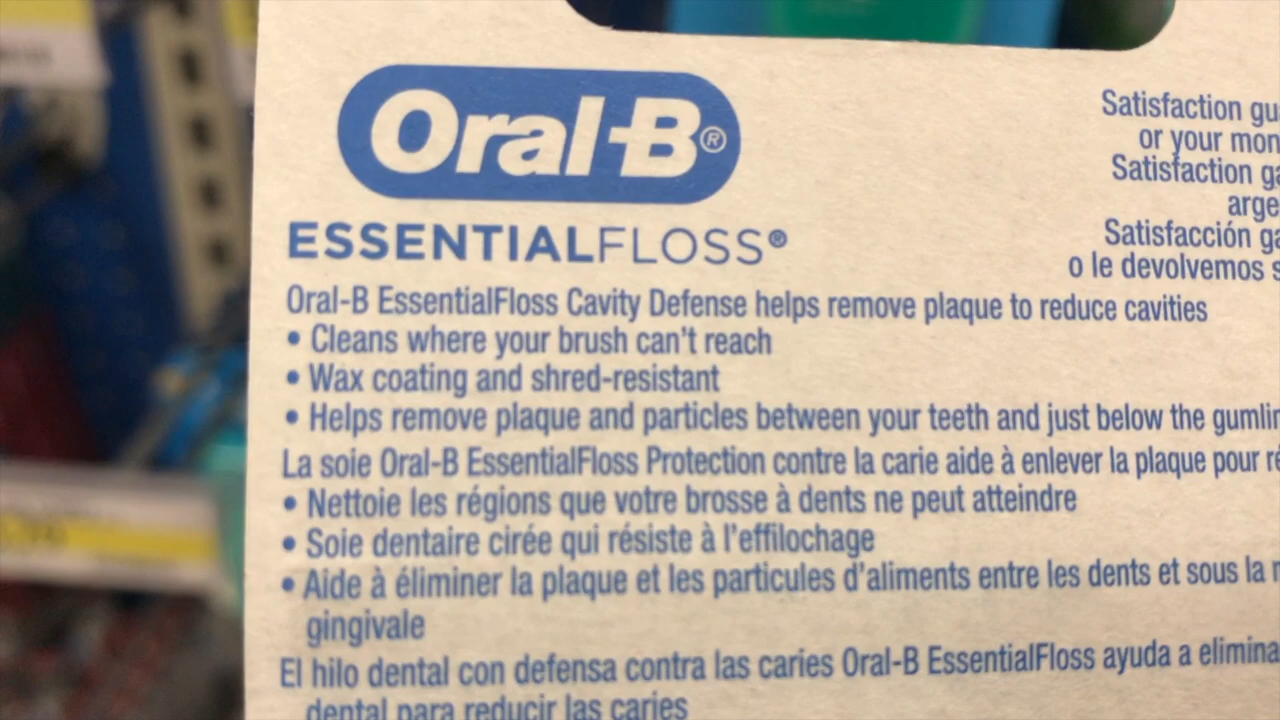 Oral-B®
ESSENTIALFLOSS®
Oral-B EssentialFloss Cavity Defense helps remove plaque to reduce cavities
• Cleans where your brush can't reach
• Wax coating and shred-resistant
• Helps remove plaque and particles between your teeth and just below the
La soie Oral-B EssentialFloss Protection contre la carie aide à enlever la plaque pour
• Nettoie les régions que votre brosse à dents ne peut atteindre
• Soie dentaire cirée qui résiste à l'effilochage
• Aide à éliminer la plaque et les particules d'aliments entre les dents et sous la
gingivale
El hilo dental con defensa contra las caries Oral-B EssentialFloss ayuda a
dental para reducir las caries
Satisfaction
or your
Satisfaction
Satisfacción
o le devolvemos